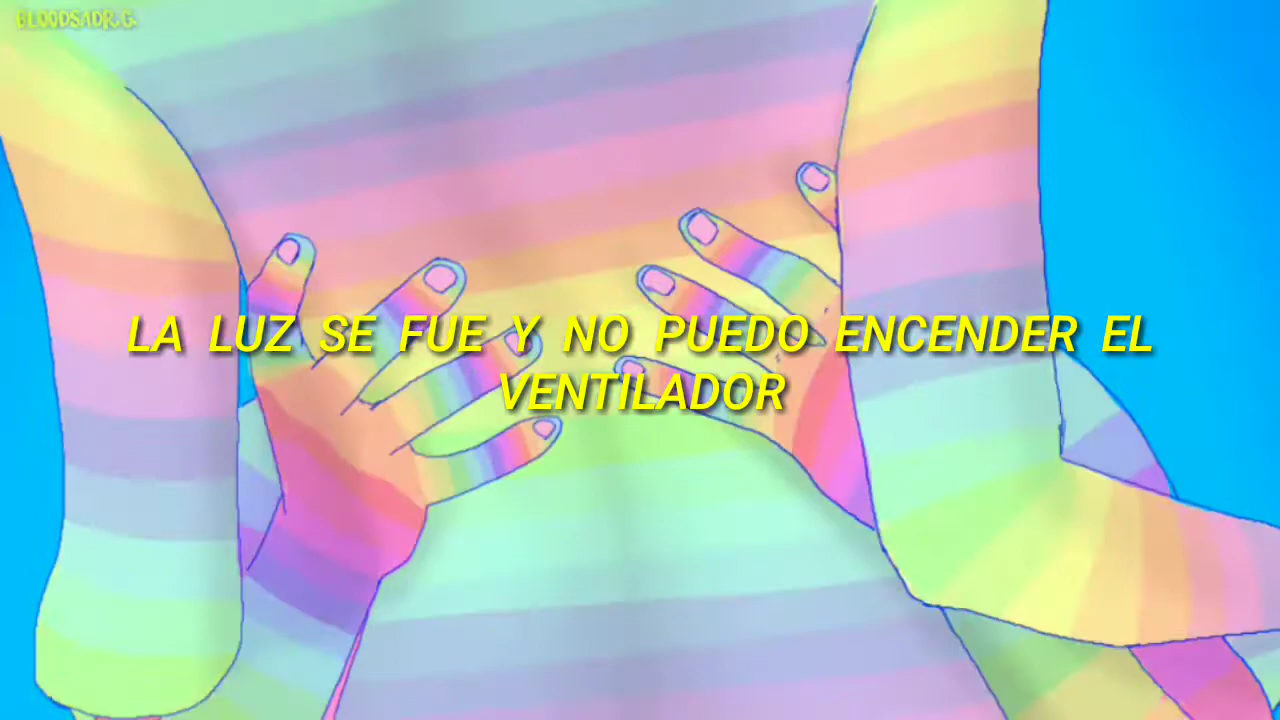 BLOODSADR.G.
LA LUZ SE FUE Y NO PUEDO ENCENDER EL
VENTILADOR